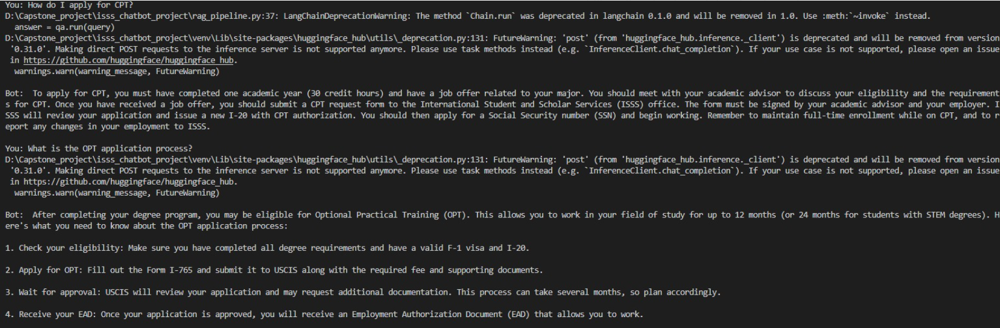 You: How do I apply for CPT?
D:\Capstone_project\isss_chatbot_project\rag_pipeline.py:37: LangChainDeprecationWarning: The method `Chain.run` was deprecated in langchain 0.1.0 and will be removed in 1.0. Use :meth:`~invoke` instead.
  answer = qa.run(query)
D:\Capstone_project\isss_chatbot_project\venv\Lib\site-packages\huggingface_hub\utils\_deprecation.py:131: FutureWarning: 'post' (from 'huggingface_hub.inference._client') is deprecated and will be removed from version
 '0.31.0'. Making direct POST requests to the inference server is not supported anymore. Please use task methods instead (e.g. `InferenceClient.chat_completion`). If your use case is not supported, please open an issue
 in https://github.com/huggingface/huggingface_hub.
  warnings.warn(warning_message, FutureWarning)
Bot:  To apply for CPT, you must have completed one academic year (30 credit hours) and have a job offer related to your major. You should meet with your academic advisor to discuss your eligibility and the requirement
s for CPT. Once you have received a job offer, you should submit a CPT request form to the International Student and Scholar Services (ISSS) office. The form must be signed by your academic advisor and your employer. I
SSS will review your application and issue a new I-20 with CPT authorization. You should then apply for a Social Security number (SSN) and begin working. Remember to maintain full-time enrollment while on CPT, and to r
eport any changes in your employment to ISSS.
You: What is the OPT application process?
D:\Capstone_project\isss_chatbot_project\venv\Lib\site-packages\huggingface_hub\utils\_deprecation.py:131: FutureWarning: 'post' (from 'huggingface_hub.inference._client') is deprecated and will be removed from version
 '0.31.0'. Making direct POST requests to the inference server is not supported anymore. Please use task methods instead (e.g. `InferenceClient.chat_completion`). If your use case is not supported, please open an issue
 in https://github.com/huggingface/huggingface_hub.
  warnings.warn(warning_message, FutureWarning)
Bot:  After completing your degree program, you may be eligible for Optional Practical Training (OPT). This allows you to work in your field of study for up to 12 months (or 24 months for students with STEM degrees). H
ere's what you need to know about the OPT application process:
1. Check your eligibility: Make sure you have completed all degree requirements and have a valid F-1 visa and I-20.
2. Apply for OPT: Fill out the Form I-765 and submit it to USCIS along with the required fee and supporting documents.
3. Wait for approval: USCIS will review your application and may request additional documentation. This process can take several months, so plan accordingly.
4. Receive your EAD: Once your application is approved, you will receive an Employment Authorization Document (EAD) that allows you to work.